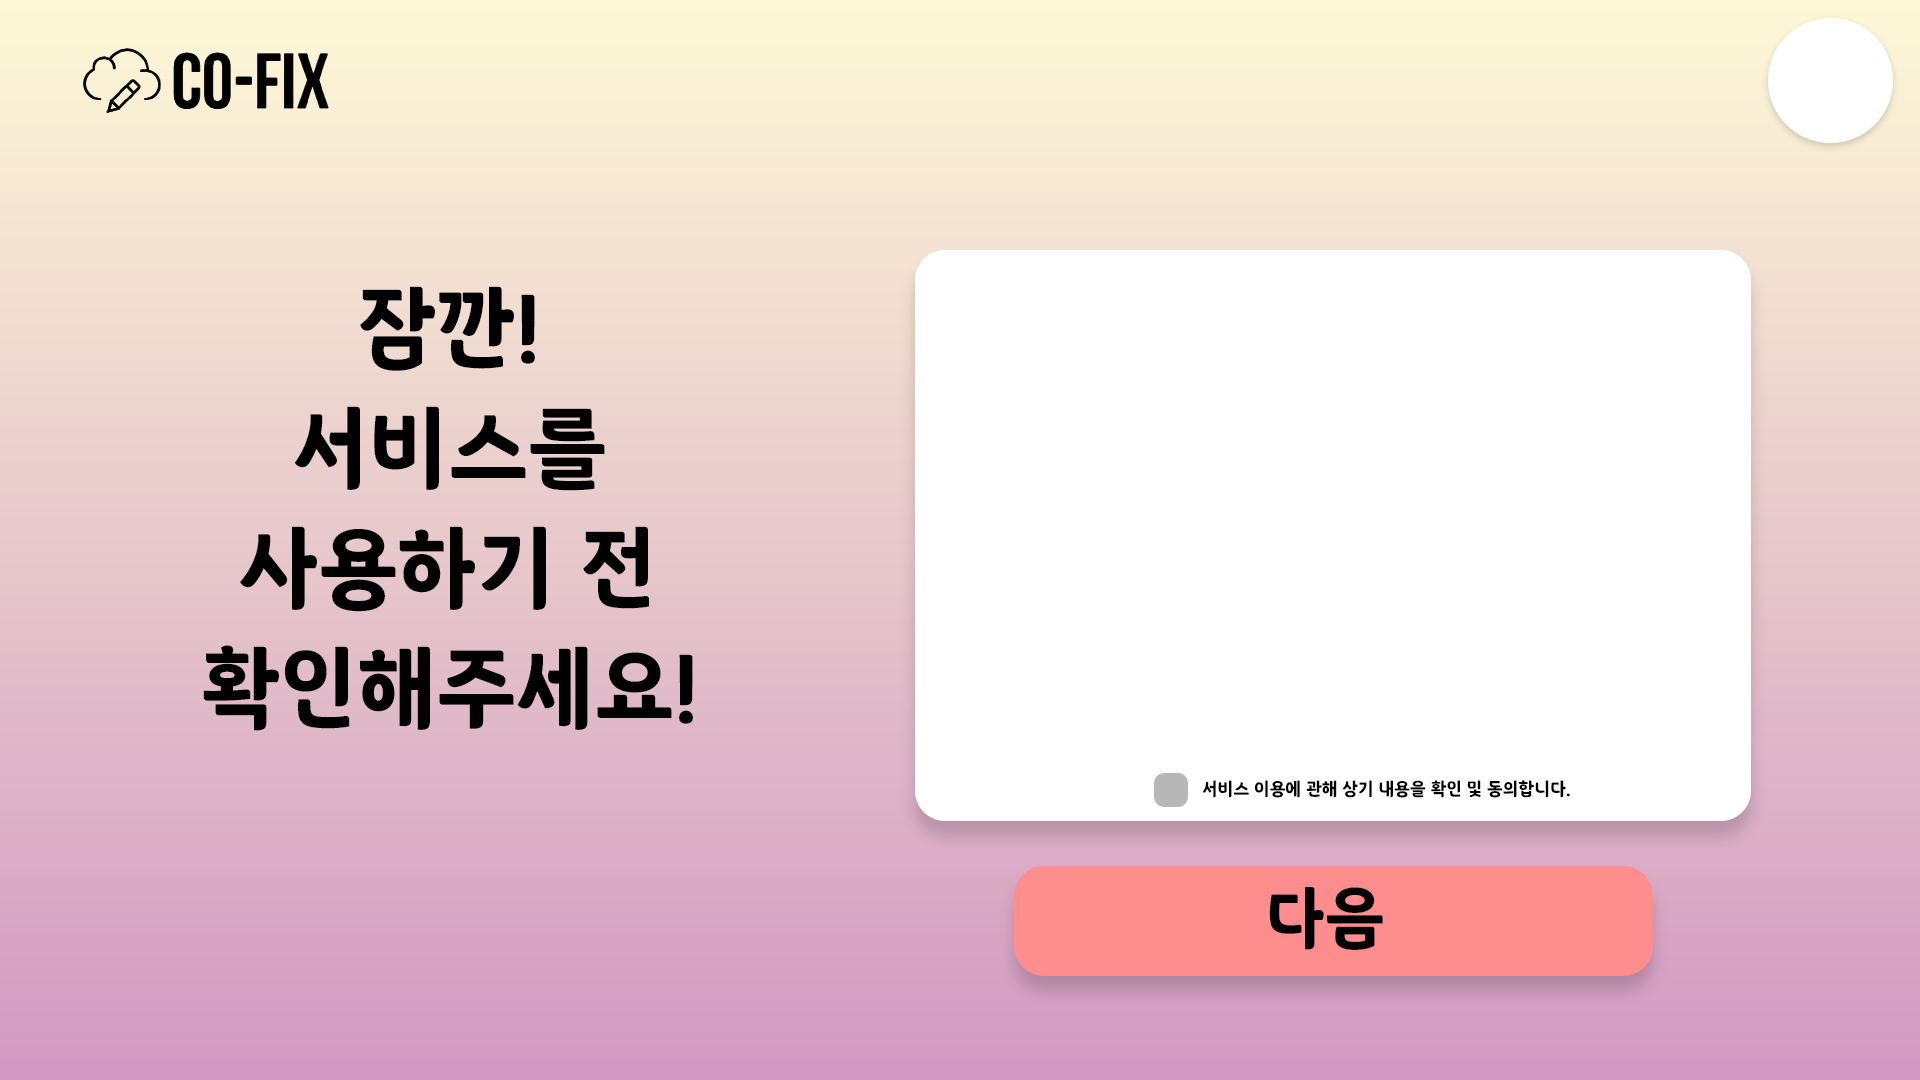 CO-FIX
잠깐!
서비스를
사용하기 전
확인해주세요!
서비스 이용에 관해 상기 내용을 확인 및 동의합니다.
다음